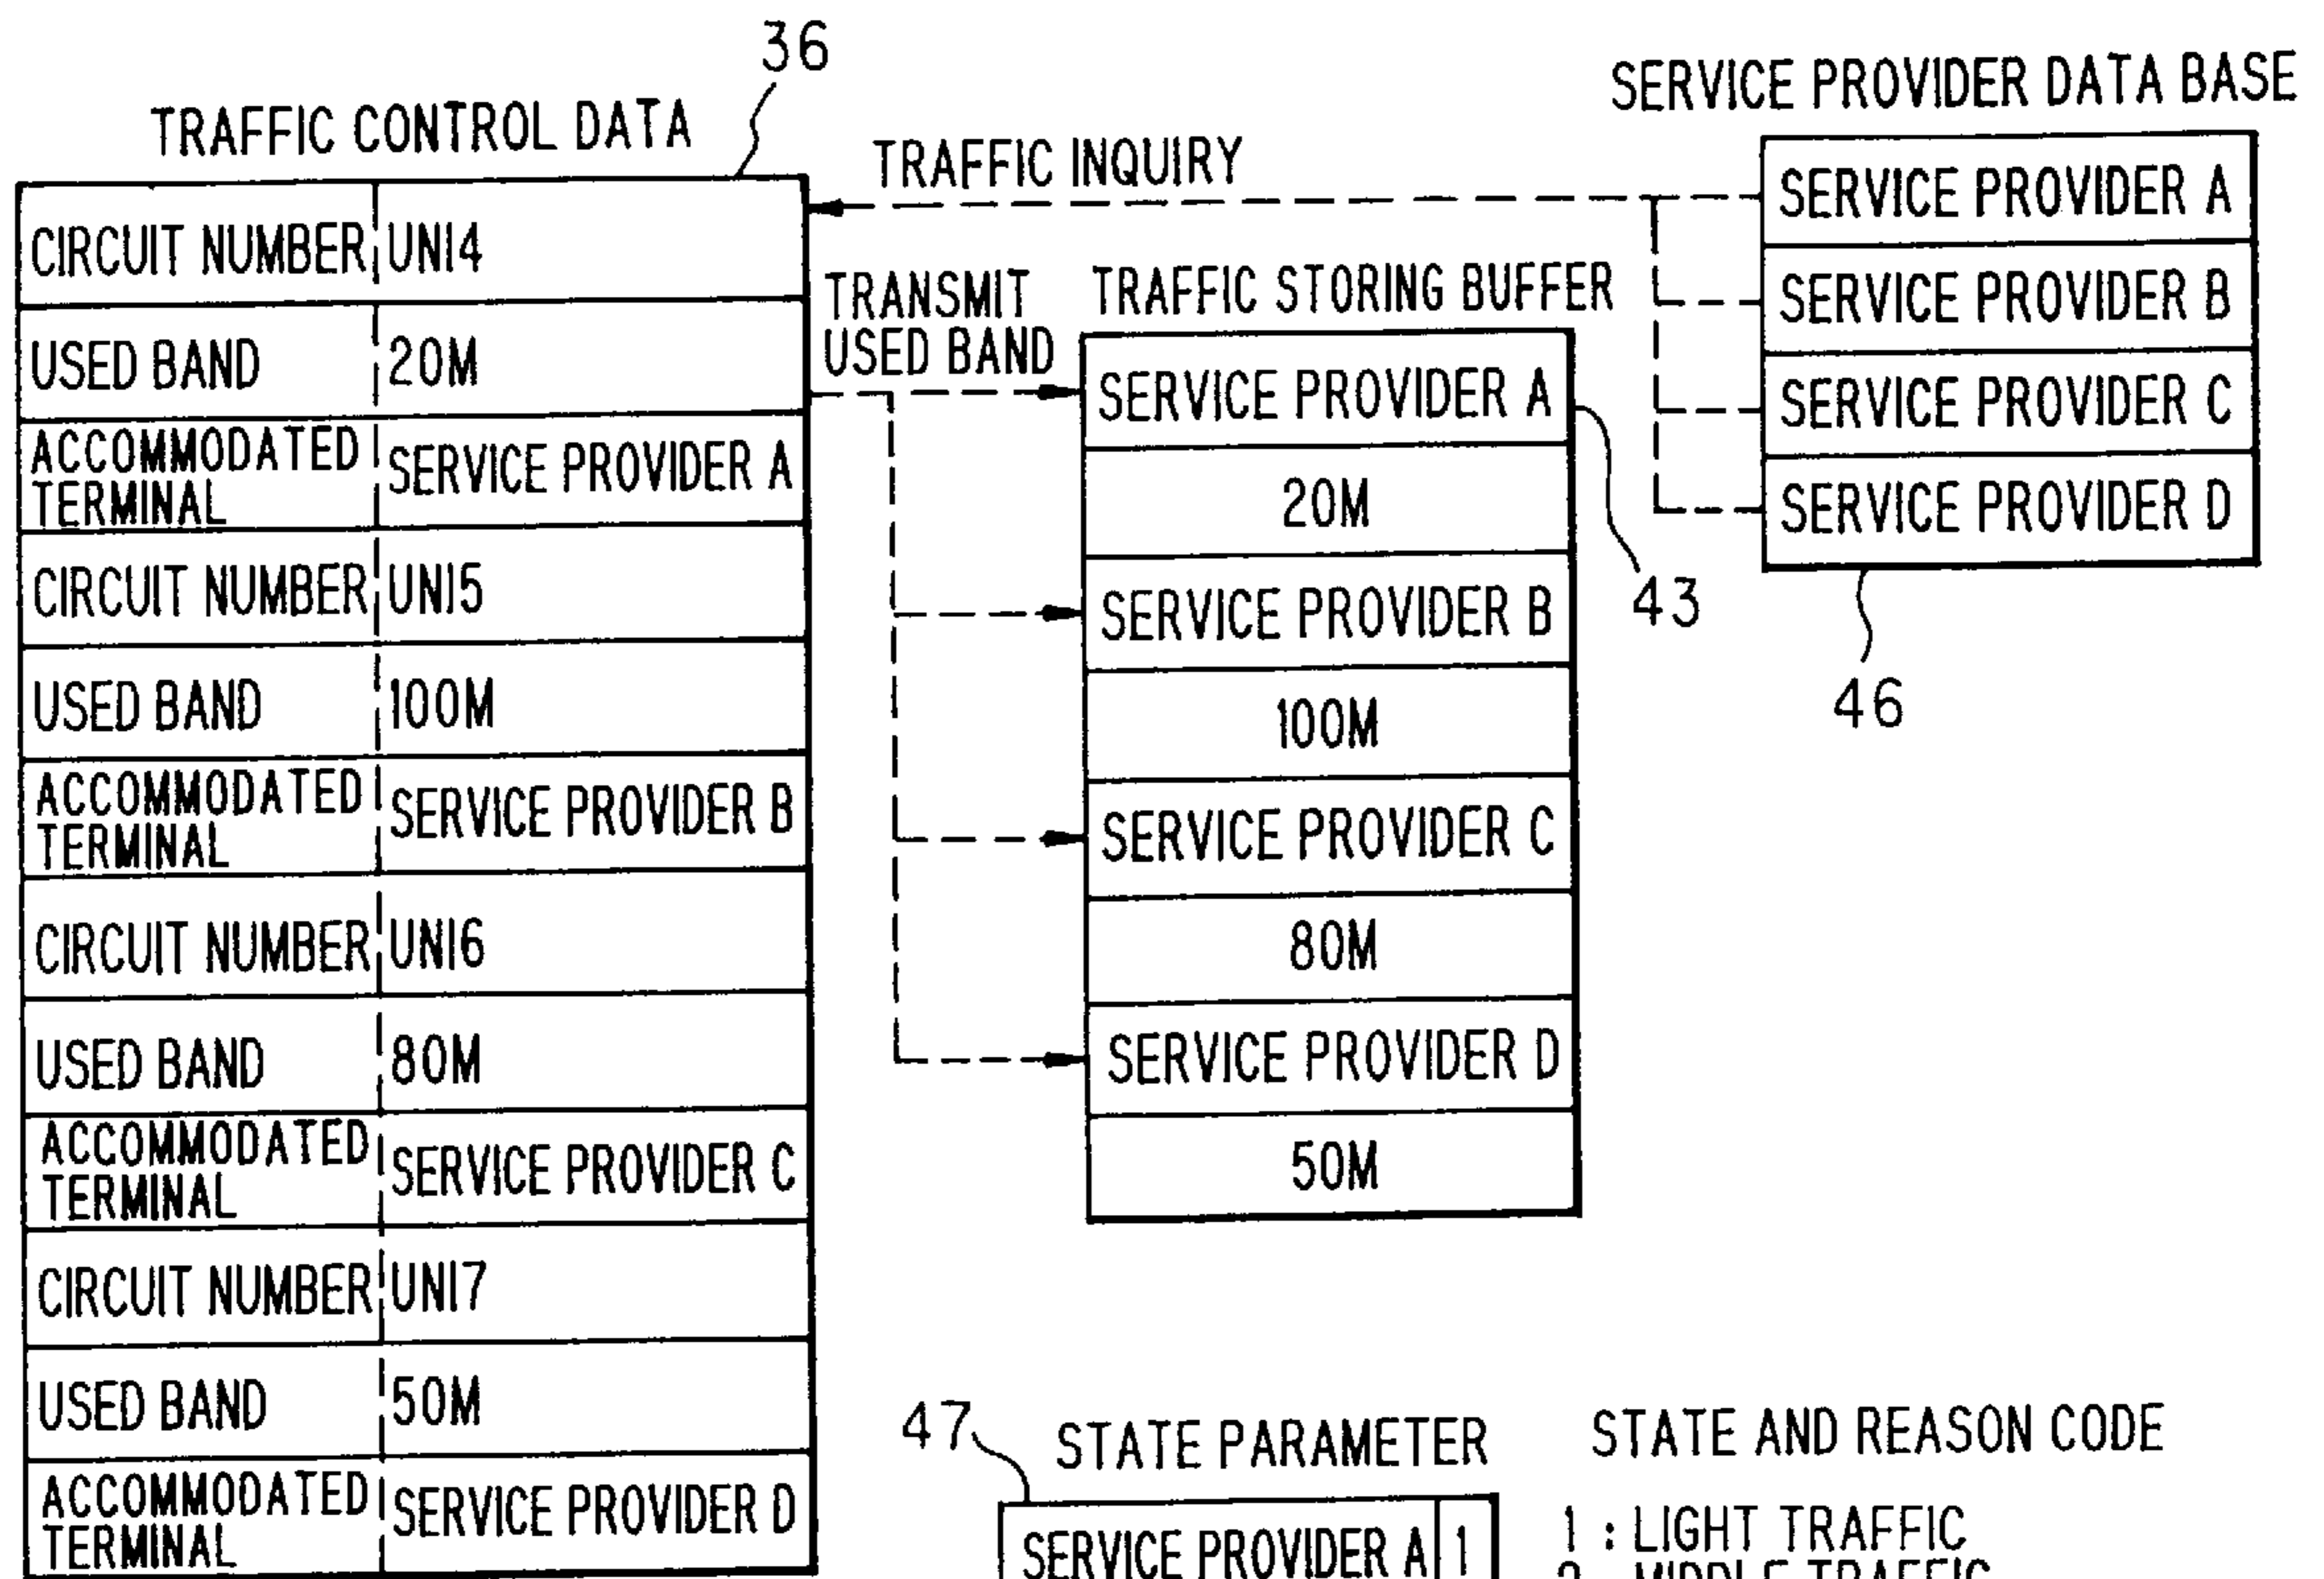 36
TRAFFIC CONTROL DATA
CIRCUIT NUMBER UNI4
USED BAND 20M
ACCOMMODATED
TERMINAL
SERVICE PROVIDER A
CIRCUIT NUMBER UNI5
USED BAND 100M
ACCOMMODATED
TERMINAL
SERVICE PROVIDER B
CIRCUIT NUMBER UNI6
USED BAND 80M
ACCOMMODATED
TERMINAL
SERVICE PROVIDER C
CIRCUIT NUMBER UNI7
USED BAND 50M
ACCOMMODATED
TERMINAL
SERVICE PROVIDER D
TRAFFIC INQUIRY
TRANSMIT
USED BAND
TRAFFIC STORING BUFFER
SERVICE PROVIDER A
20M
SERVICE PROVIDER B
100M
SERVICE PROVIDER C
80M
SERVICE PROVIDER D
50M
43
SERVICE PROVIDER DATA BASE
SERVICE PROVIDER A
SERVICE PROVIDER B
SERVICE PROVIDER C
SERVICE PROVIDER D
46
47
STATE PARAMETER
SERVICE PROVIDER A 1
STATE AND REASON CODE
1 : LIGHT TRAFFIC
2 : MIDDLE TRAFFIC